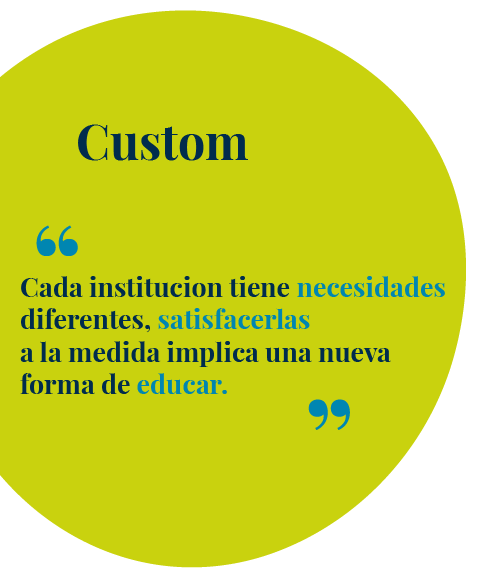 Custom
“
Cada institucion tiene necesidades
diferentes, satisfacerlas
a la medida implica una nueva
forma de educar.
”